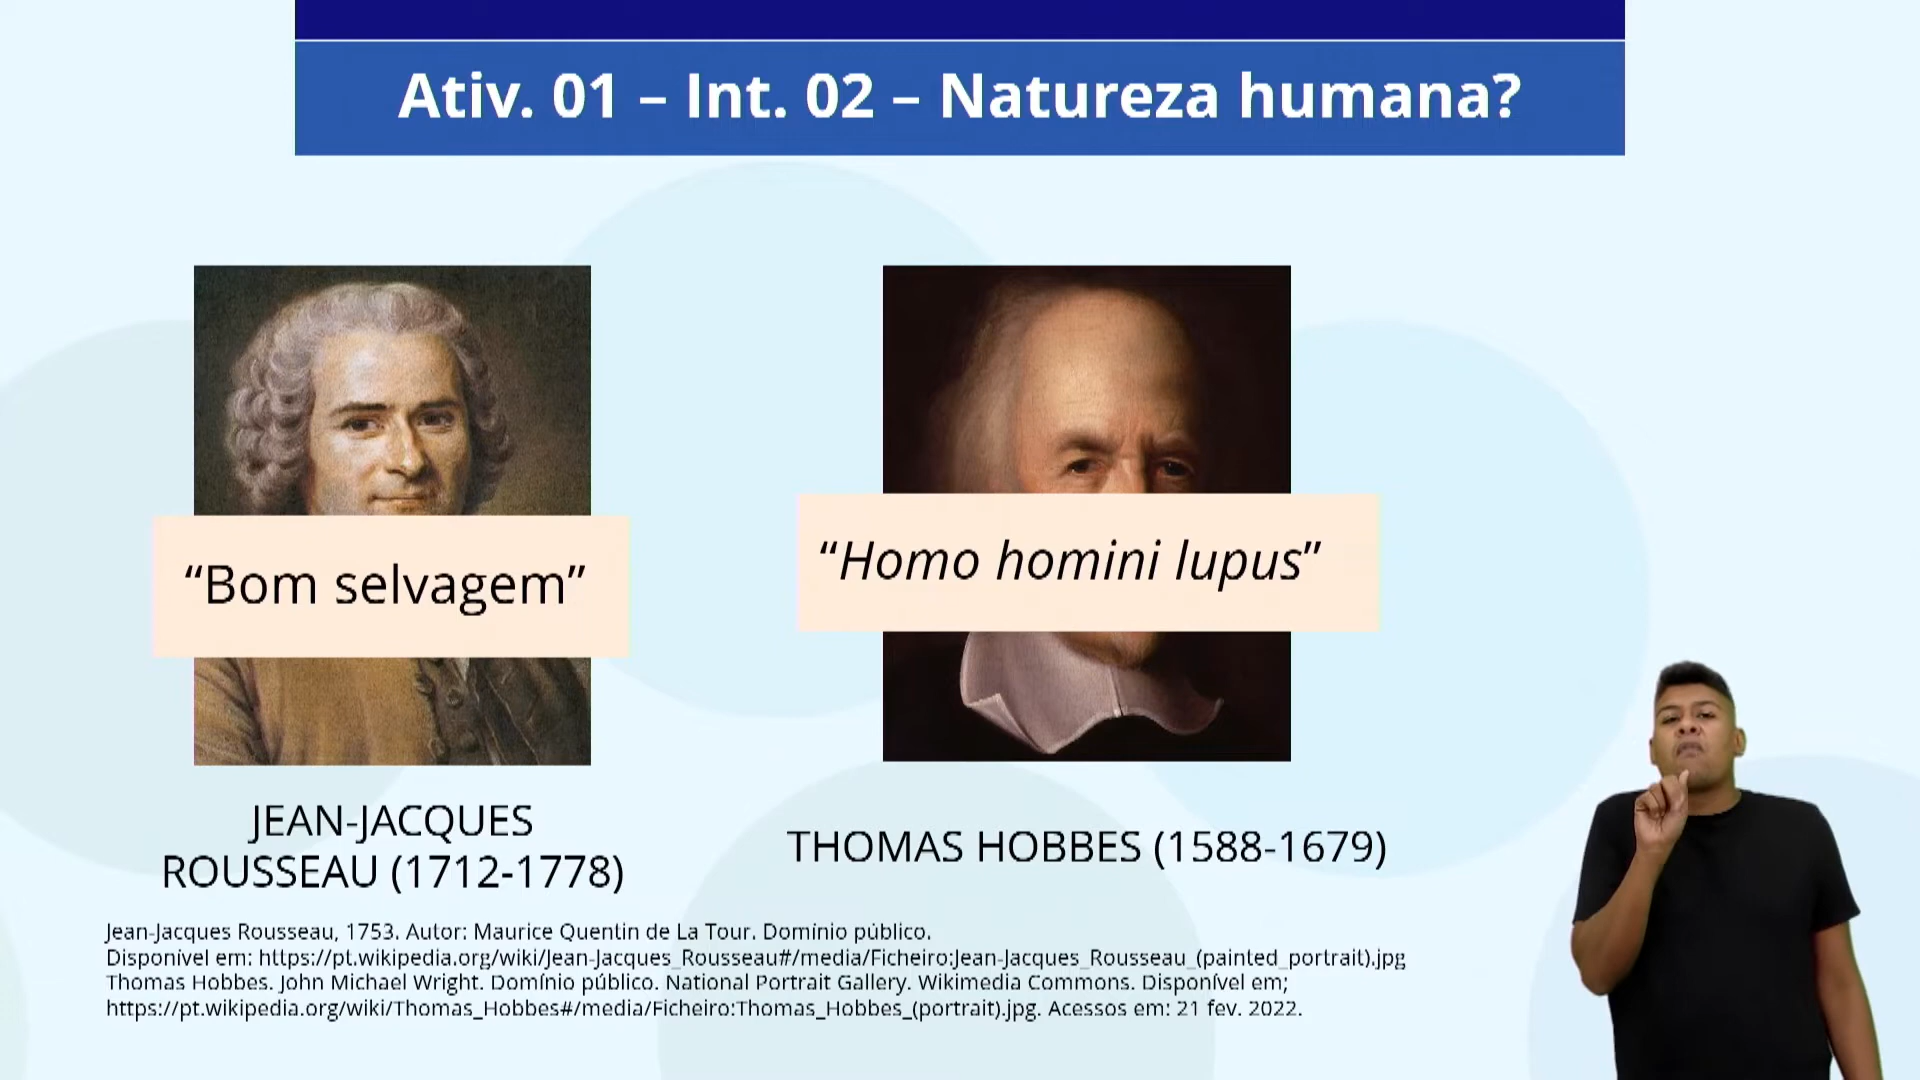 Ativ. 01 – Int. 02 – Natureza humana?
“Bom selvagem”
“Homo homini lupus”
JEAN-JACQUES
ROUSSEAU (1712-1778)
THOMAS HOBBES (1588-1679)
Jean-Jacques Rousseau, 1753. Autor: Maurice Quentin de La Tour. Domínio público.
Disponível em: https://pt.wikipedia.org/wiki/Jean-Jacques_Rousseau#/media/Ficheiro:Jean-Jacques_Rousseau_(painted_portrait).jpg
Thomas Hobbes. John Michael Wright. Domínio público. National Portrait Gallery. Wikimedia Commons. Disponível em;
https://pt.wikipedia.org/wiki/Thomas_Hobbes#/media/Ficheiro:Thomas_Hobbes_(portrait).jpg. Acessos em: 21 fev. 2022.